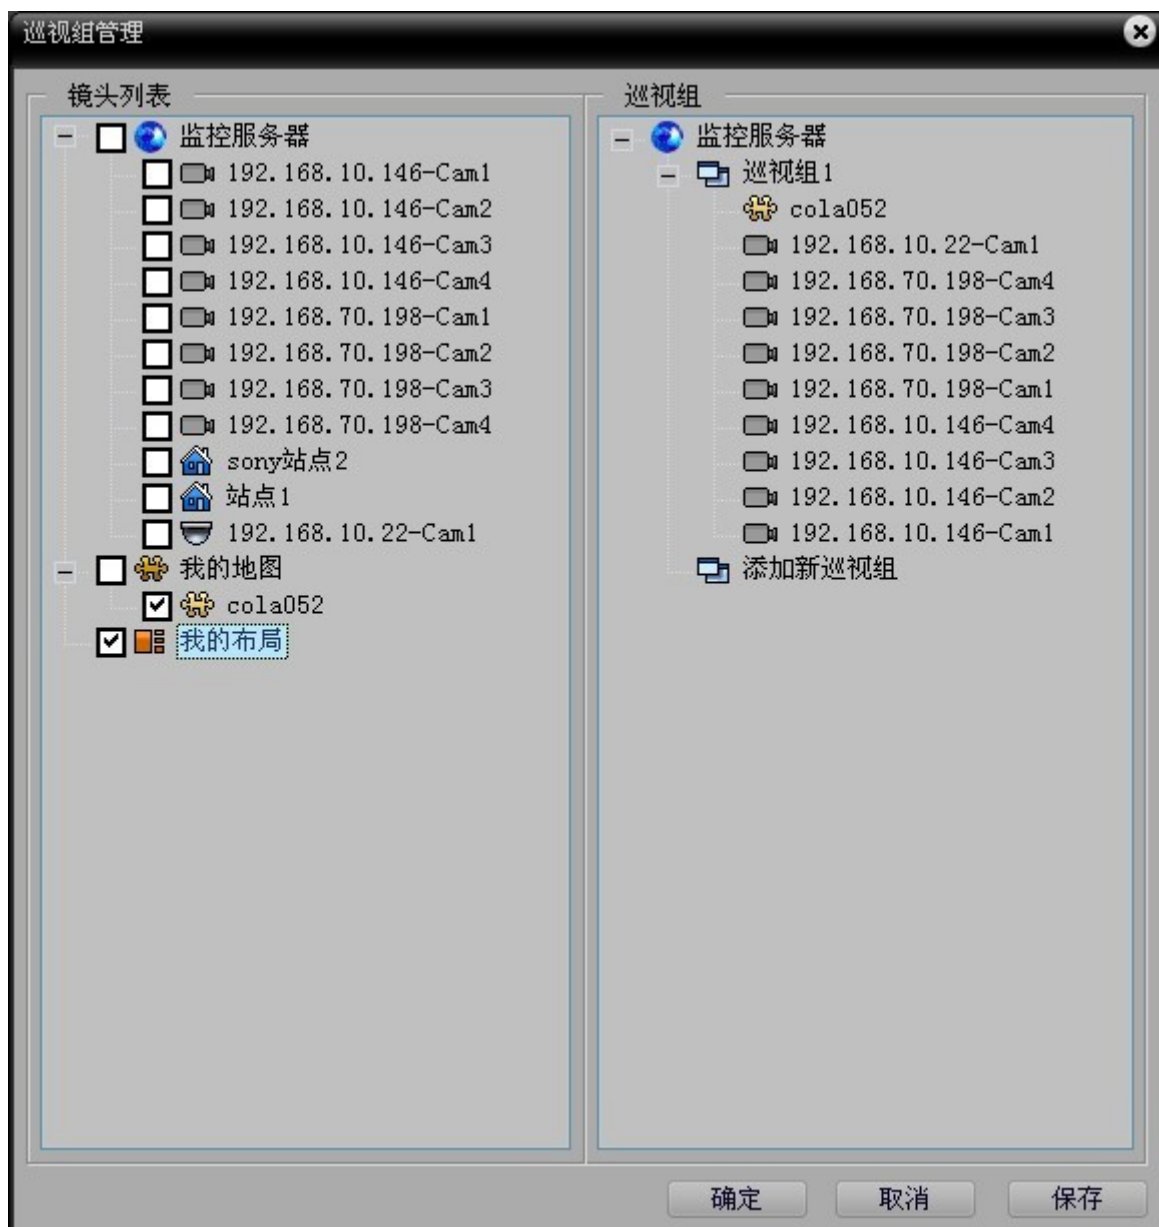 巡视组管理
镜头列表
监控服务器
192.168.10.146-Cam1
192.168.10.146-Cam2
192.168.10.146-Cam3
192.168.10.146-Cam4
192.168.70.198-Cam1
192.168.70.198-Cam2
192.168.70.198-Cam3
192.168.70.198-Cam4
sony站点2
站点1
192.168.10.22-Cam1
我的地图
cola052
我的布局
巡视组
监控服务器
巡视组1
cola052
192.168.10.22-Cam1
192.168.70.198-Cam4
192.168.70.198-Cam3
192.168.70.198-Cam2
192.168.70.198-Cam1
192.168.10.146-Cam4
192.168.10.146-Cam3
192.168.10.146-Cam2
192.168.10.146-Cam1
添加新巡视组
确定 取消 保存